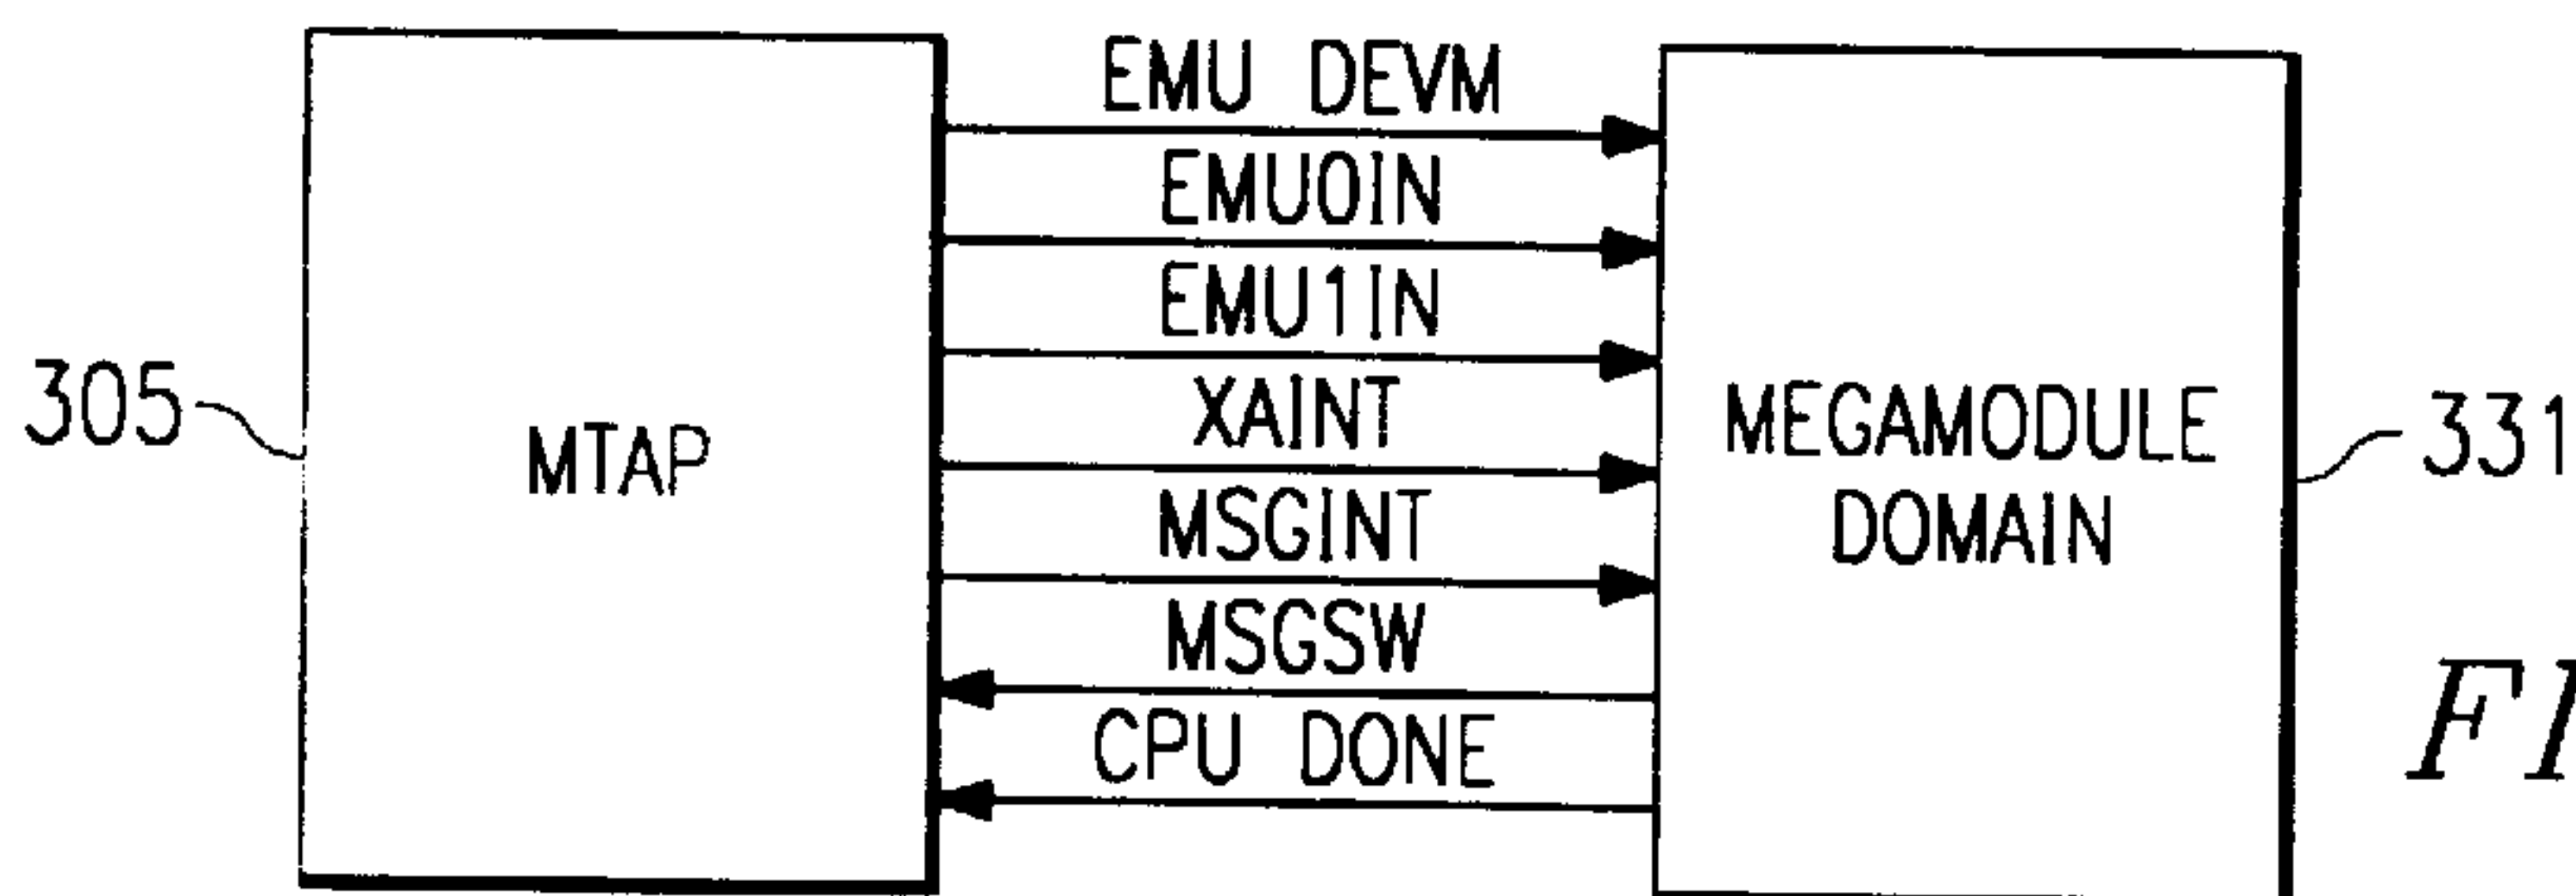 EMU DEVM
EMU0IN
EMU1IN
XAINT
MSGINT
MSGSW
CPU DONE
305
MTAP
MEGAMODULE
DOMAIN
331